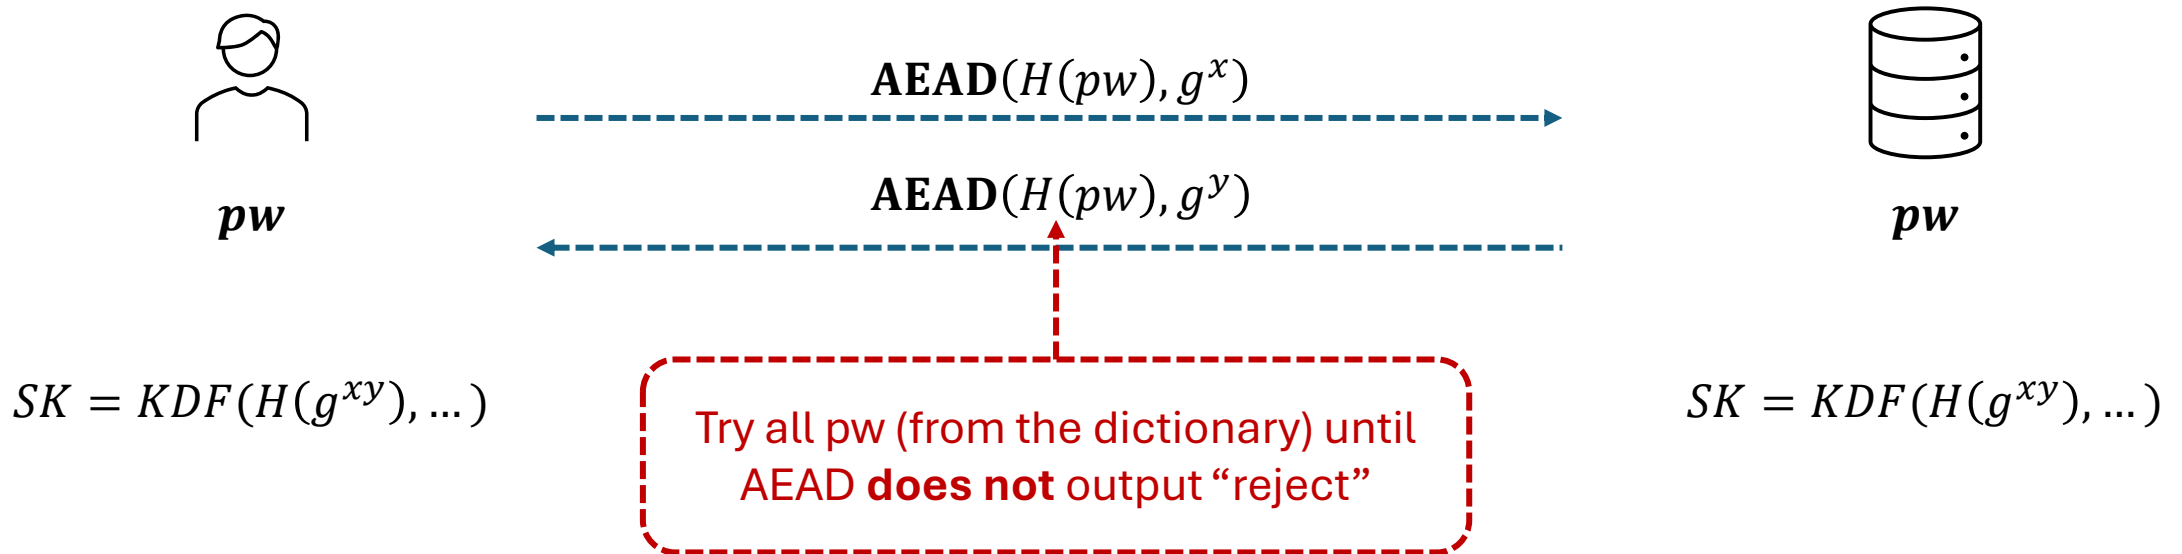 AEAD(H(pw), g^x)
AEAD(H(pw), g^y)
pw
pw
SK = KDF(H(g^{xy}), …)
Try all pw (from the dictionary) until
AEAD does not output “reject”
SK = KDF(H(g^{xy}), …)